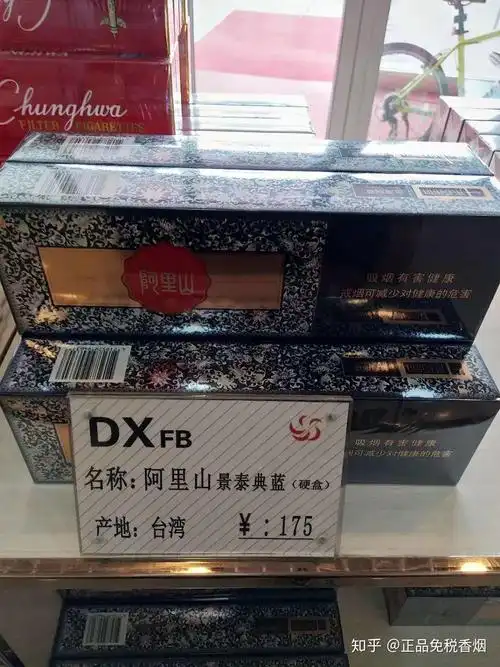 Chunghwa
FILTER CIGARETTES
阿里山
吸烟有害健康
戒烟可减少对健康的危害
吸烟有害健康
可减少对健康的危害
DX FB
名称:阿里山景泰典蓝(硬盒)
产地:台湾 ¥:175
知乎 @正品免税香烟